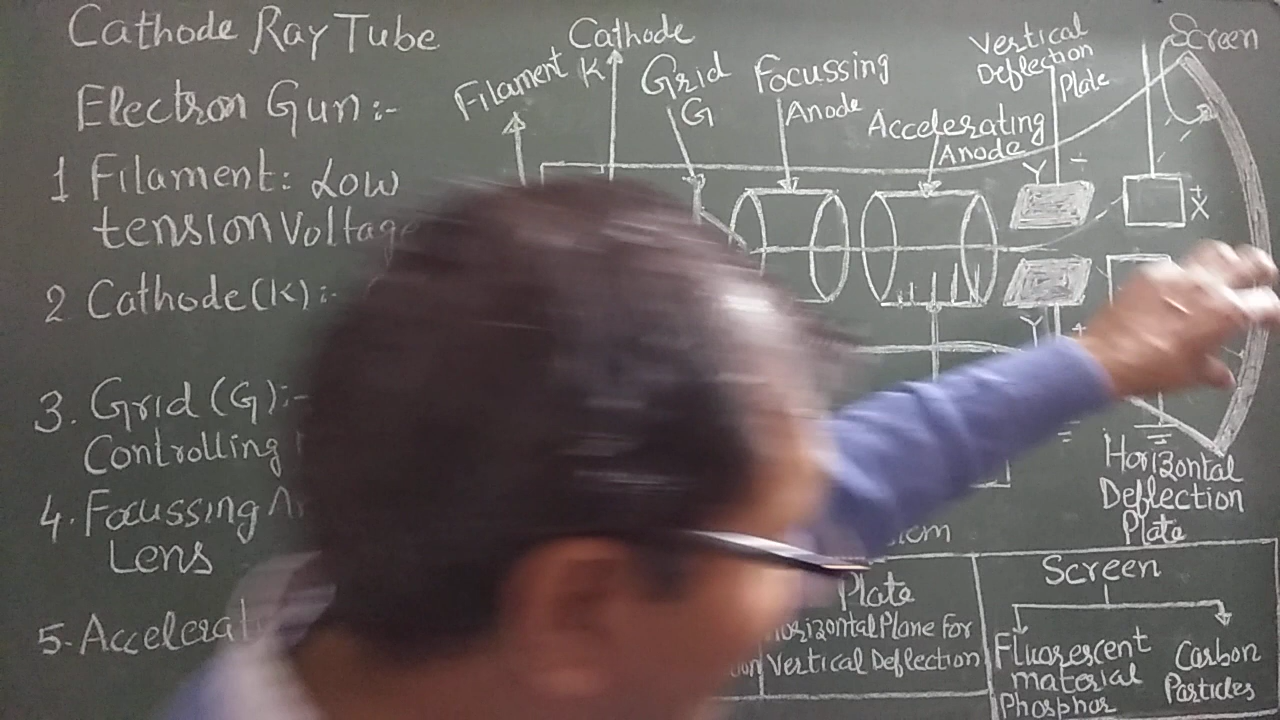 Cathode Ray Tube
Electron Gun:-
1 Filament: Low
tension Voltage
2 Cathode(K):-
3. Grid (G):-
Controlling
4. Focussing
Lens
5. Accelerat
Filament
Cathode
K
Grid
G
Focussing
Anode
Accelerating
Anode
Vertical
Deflection
Plate
Screen
Y -
+
X
Y +
Horizontal
Deflection
Plate
Plate
Horizontal Plane for
Vertical Deflection
Screen
Fluorescent
material
Phosphor
Carbon
Particles